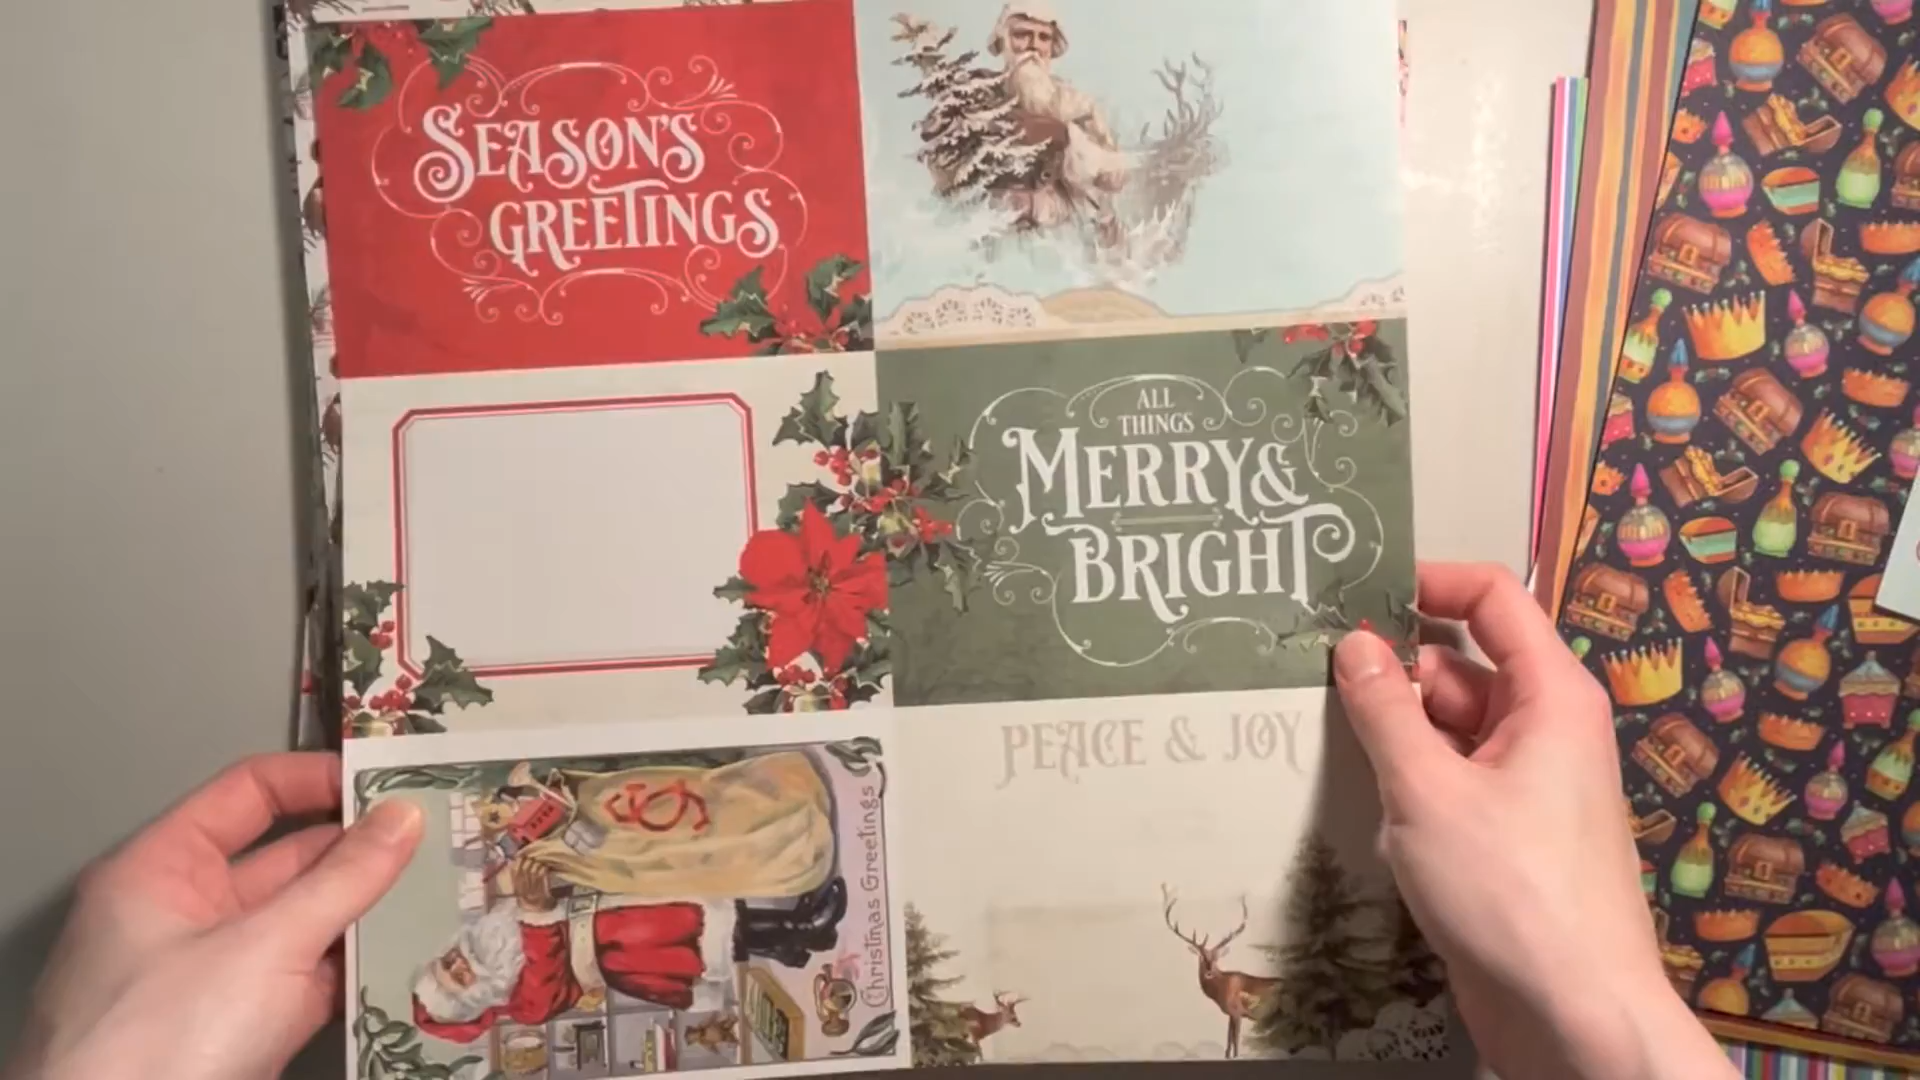 SEASON'S
GREETINGS
ALL
THINGS
MERRY&
BRIGHT
PEACE & JOY
Christmas Greetings